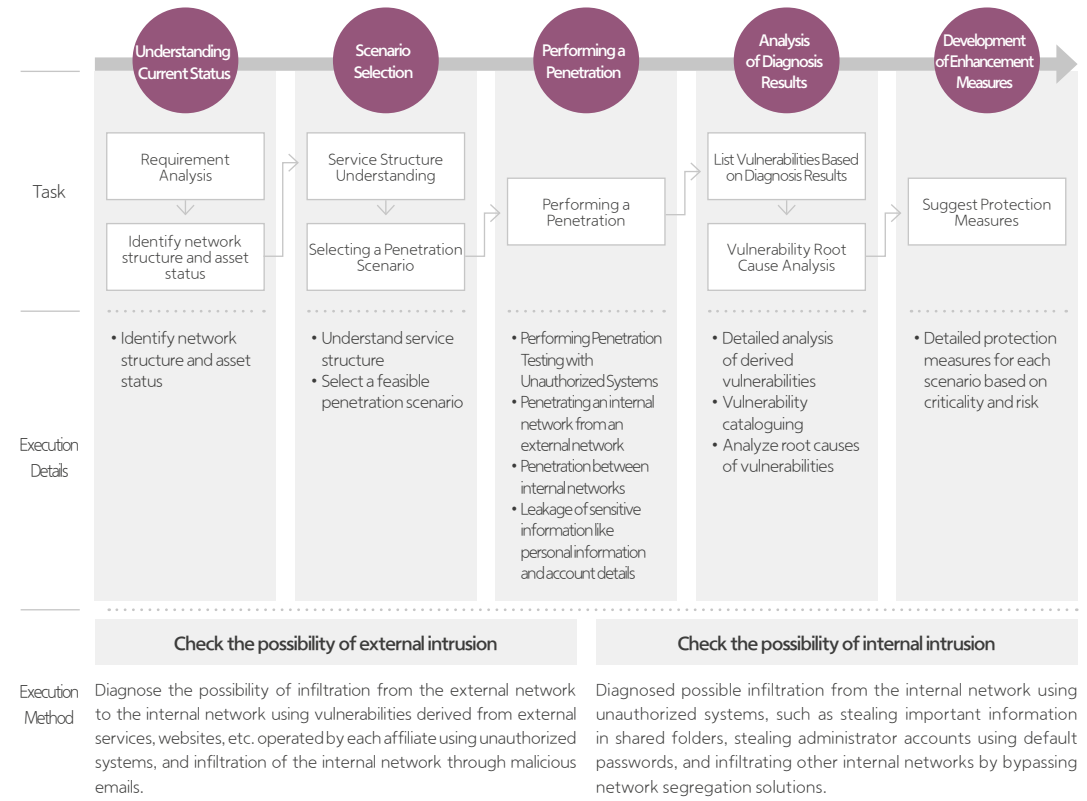 Understanding
Current Status
Scenario
Selection
Performing a
Penetration
Analysis
of Diagnosis
Results
Development
of Enhancement
Measures
Task
Requirement
Analysis
Identify network
structure and asset
status
Service Structure
Understanding
Selecting a Penetration
Scenario
Performing a
Penetration
List Vulnerabilities Based
on Diagnosis Results
Vulnerability Root
Cause Analysis
Suggest Protection
Measures
Execution
Details
• Identify network
structure and asset
status
• Understand service
structure
• Select a feasible
penetration scenario
• Performing Penetration
Testing with
Unauthorized Systems
• Penetrating an internal
network from an
external network
• Penetration between
internal networks
• Leakage of sensitive
information like
personal information
and account details
• Detailed analysis
of derived
vulnerabilities
• Vulnerability
cataloguing
• Analyze root causes
of vulnerabilities
• Detailed protection
measures for each
scenario based on
criticality and risk
Execution
Method
Check the possibility of external intrusion
Diagnose the possibility of infiltration from the external network
to the internal network using vulnerabilities derived from external
services, websites, etc. operated by each affiliate using unauthorized
systems, and infiltration of the internal network through malicious
emails.
Check the possibility of internal intrusion
Diagnosed possible infiltration from the internal network using
unauthorized systems, such as stealing important information
in shared folders, stealing administrator accounts using default
passwords, and infiltrating other internal networks by bypassing
network segregation solutions.